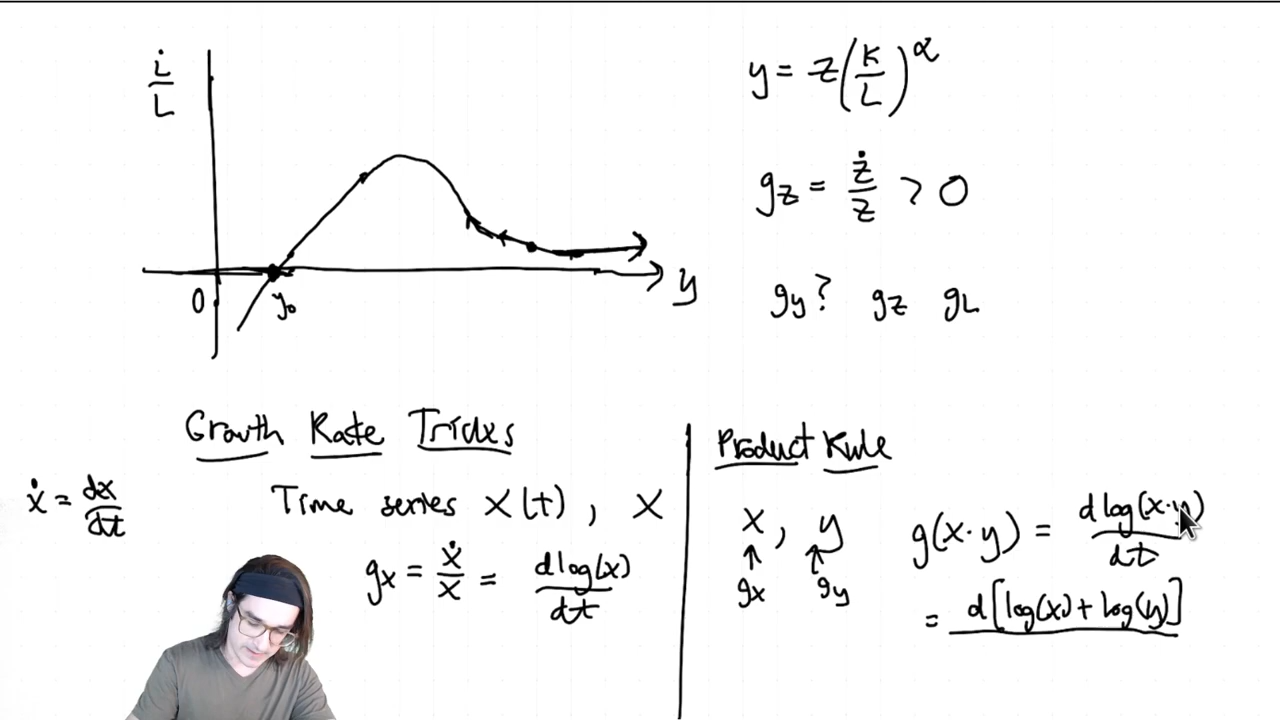 L̇/L
0
y₀
y
y = z(K/L)^α
g_z = ż/z > 0
g_y? g_z g_L
Growth Rate Tricks
ẋ = dx/dt
Time series x(t), x
g_x = ẋ/x = d log(x)/dt
Product Rule
x, y
↑ ↑
g_x g_y
g(x·y) = d log(x·y)/dt
= d[log(x) + log(y)]